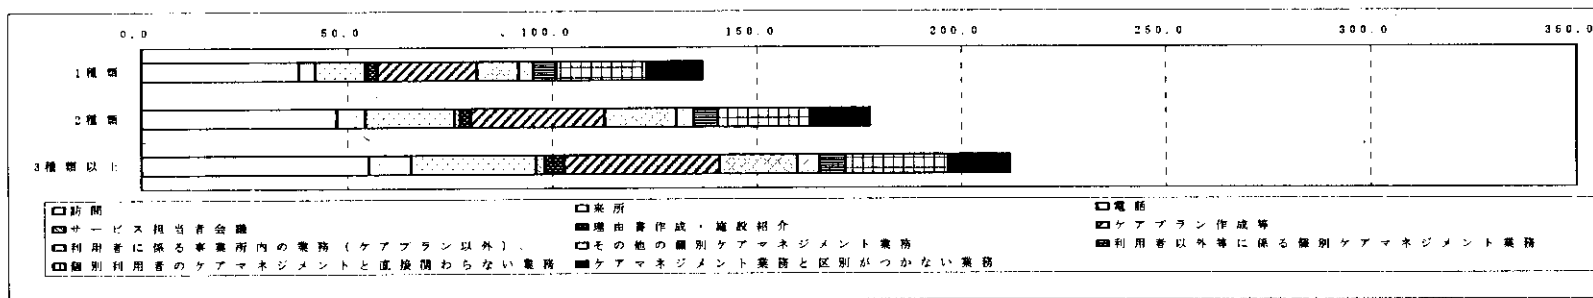 0.0 50.0 100.0 150.0 200.0 250.0 300.0 350.0
1種類
2種類
3種類以上
訪問 来所 電話
サービス担当者会議 理由書作成・施設紹介 ケアプラン作成等
利用者に係る事業所内の業務（ケアプラン以外） その他の個別ケアマネジメント業務 利用者以外等に係る個別ケアマネジメント業務
個別利用者のケアマネジメントと直接関わらない業務 ケアマネジメント業務と区別がつかない業務